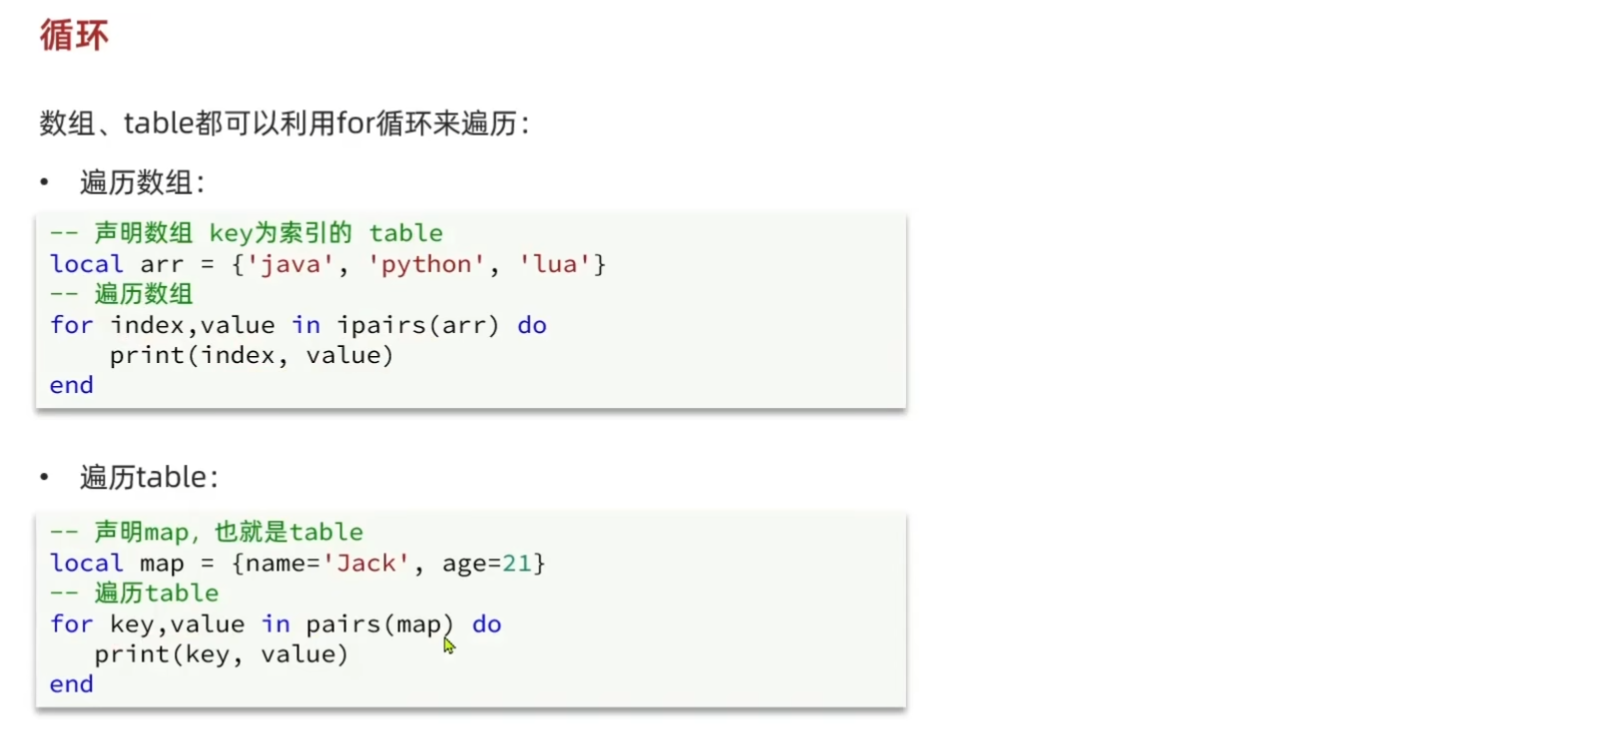 循环
数组、table都可以利用for循环来遍历：
• 遍历数组：
-- 声明数组 key为索引的 table
local arr = {'java', 'python', 'lua'}
-- 遍历数组
for index,value in ipairs(arr) do
    print(index, value)
end
• 遍历table：
-- 声明map，也就是table
local map = {name='Jack', age=21}
-- 遍历table
for key,value in pairs(map) do
   print(key, value)
end